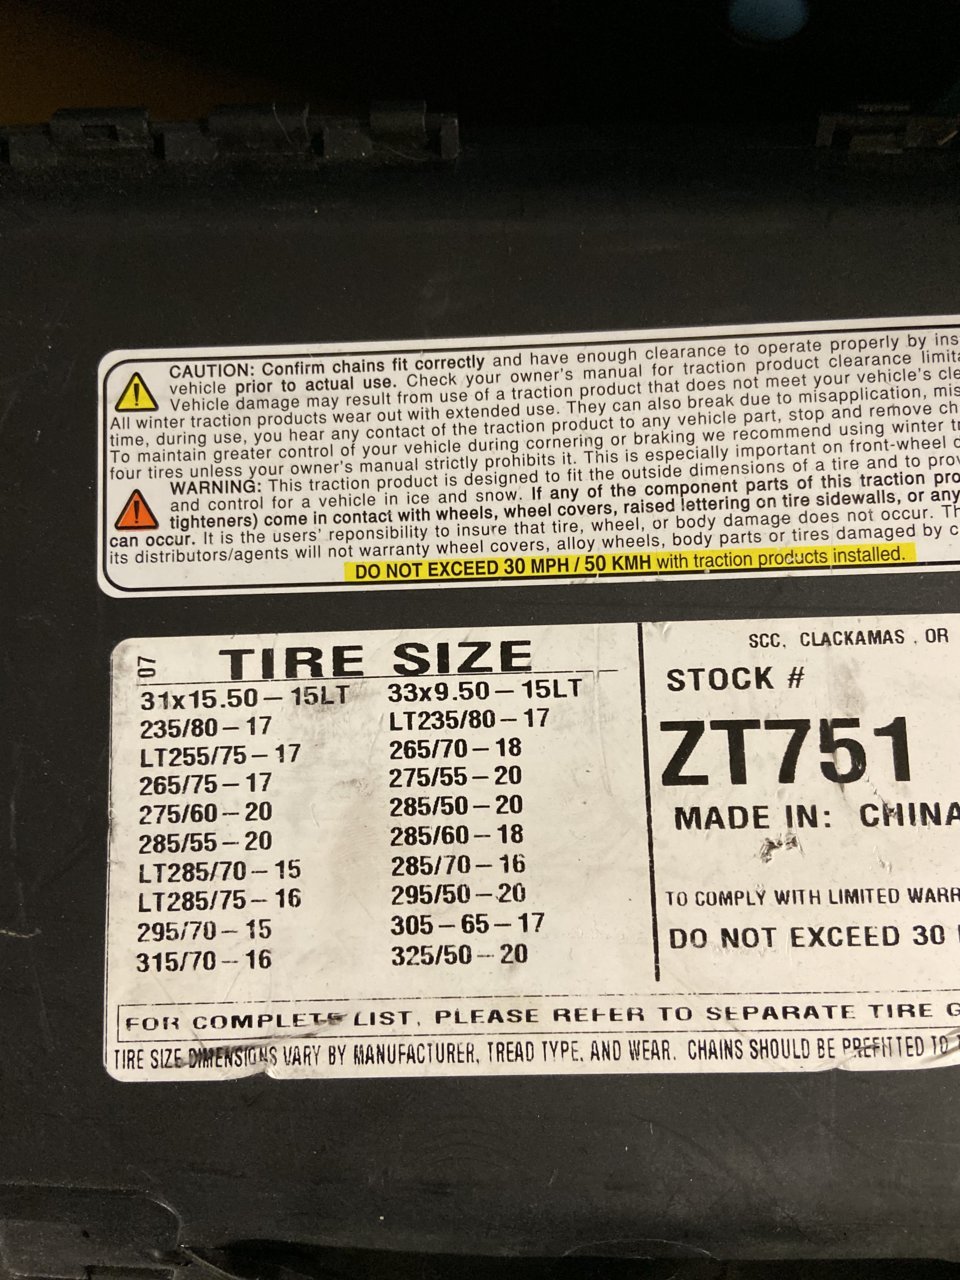 CAUTION: Confirm chains fit correctly and have enough clearance to operate properly by ins
vehicle prior to actual use. Check your owner's manual for traction product clearance limita
Vehicle damage may result from use of a traction product that does not meet your vehicle's cle
All winter traction products wear out with extended use. They can also break due to misapplication, mis
time, during use, you hear any contact of the traction product to any vehicle part, stop and remove ch
To maintain greater control of your vehicle during cornering or braking we recommend using winter tr
four tires unless your owner's manual strictly prohibits it. This is especially important on front-wheel d
WARNING: This traction product is designed to fit the outside dimensions of a tire and to prov
and control for a vehicle in ice and snow. If any of the component parts of this traction pro
tighteners) come in contact with wheels, wheel covers, raised lettering on tire sidewalls, or any
can occur. It is the users' reponsibility to insure that tire, wheel, or body damage does not occur. Th
its distributors/agents will not warranty wheel covers, alloy wheels, body parts or tires damaged by c
DO NOT EXCEED 30 MPH / 50 KMH with traction products installed.
07
TIRE SIZE
31x15.50-15LT 33x9.50-15LT
235/80-17 LT235/80-17
LT255/75-17 265/70-18
265/75-17 275/55-20
275/60-20 285/50-20
285/55-20 285/60-18
LT285/70-15 285/70-16
LT285/75-16 295/50-20
295/70-15 305-65-17
315/70-16 325/50-20
SCC, CLACKAMAS , OR
STOCK #
ZT751
MADE IN: CHINA
TO COMPLY WITH LIMITED WARR
DO NOT EXCEED 30
FOR COMPLETE LIST, PLEASE REFER TO SEPARATE TIRE G
TIRE SIZE DIMENSIONS VARY BY MANUFACTURER, TREAD TYPE, AND WEAR. CHAINS SHOULD BE PREFITTED TO